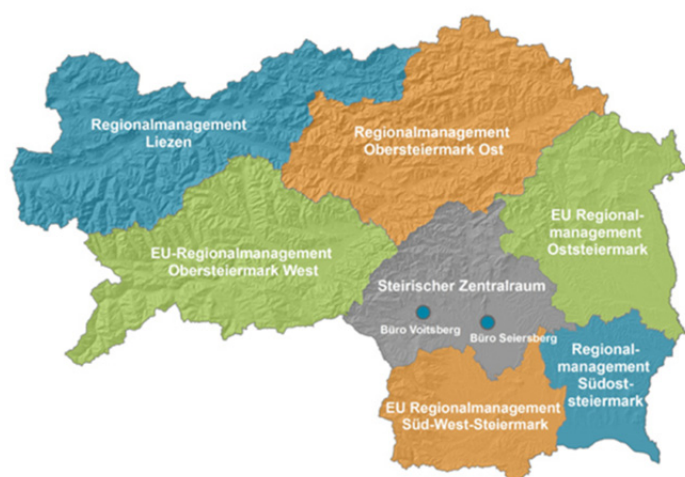 Regionalmanagement
Liezen
Regionalmanagement
Obersteiermark Ost
EU Regional-
management
Oststeiermark
EU-Regionalmanagement
Obersteiermark West
Steirischer Zentralraum
Büro Voitsberg
Büro Seiersberg
Regional-
management
Südost-
steiermark
EU Regionalmanagement
Süd-West-Steiermark